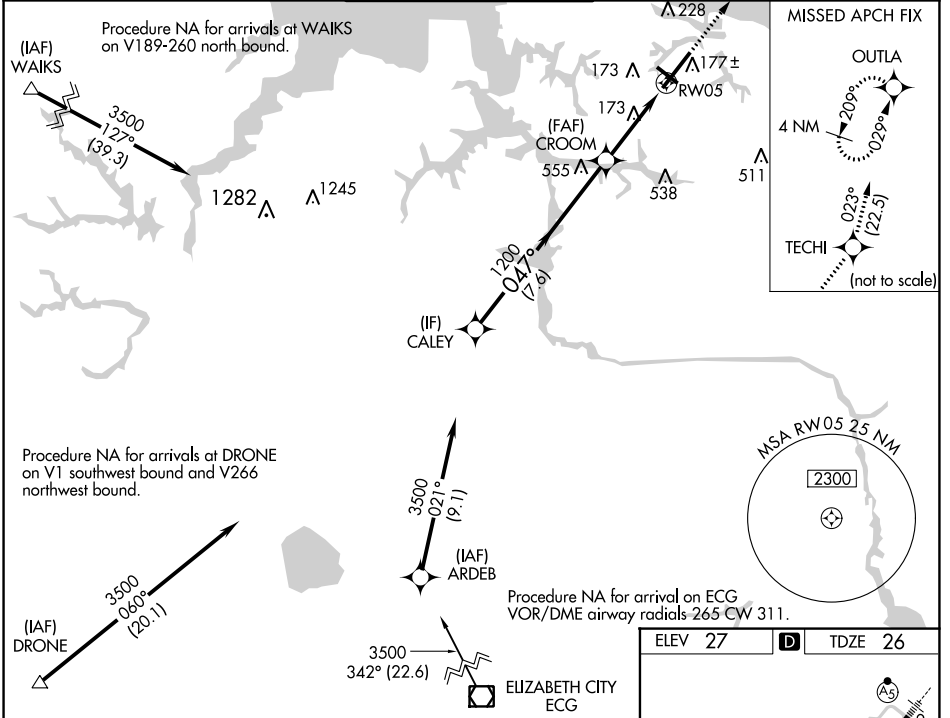 Procedure NA for arrivals at WAIKS
on V189-260 north bound.
(IAF)
WAIKS
3500
127°
(39.3)
1282
1245
228
173
177±
RW05
173
(FAF)
CROOM
555
538
511
1200
047°
(7.6)
(IF)
CALEY
MISSED APCH FIX
OUTLA
209°
029°
4 NM
023°
(22.5)
TECHI
(not to scale)
Procedure NA for arrivals at DRONE
on V1 southwest bound and V266
northwest bound.
3500
060°
(20.1)
(IAF)
DRONE
3500
021°
(9.1)
(IAF)
ARDEB
MSA RW05 25 NM
2300
Procedure NA for arrival on ECG
VOR/DME airway radials 265 CW 311.
3500
342° (22.6)
ELIZABETH CITY
ECG
ELEV 27 D TDZE 26
A5